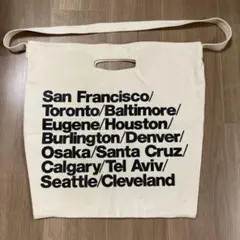 San Francisco/
Toronto/Baltimore/
Eugene/Houston/
Burlington/Denver/
Osaka/Santa Cruz/
Calgary/Tel Aviv/
Seattle/Cleveland